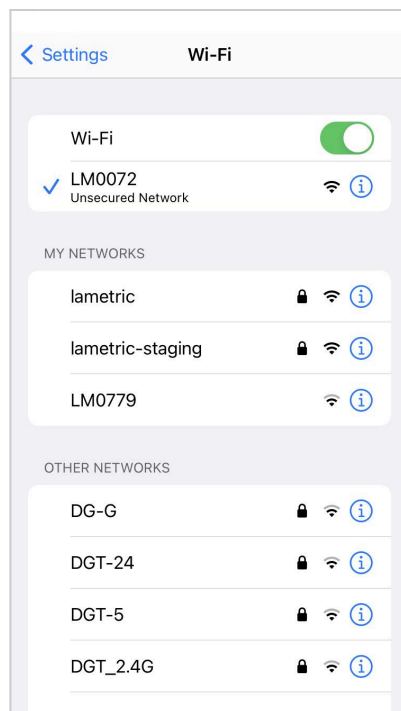 Settings Wi-Fi
Wi-Fi
LM0072
Unsecured Network
MY NETWORKS
lametric
lametric-staging
LM0779
OTHER NETWORKS
DG-G
DGT-24
DGT-5
DGT_2.4G